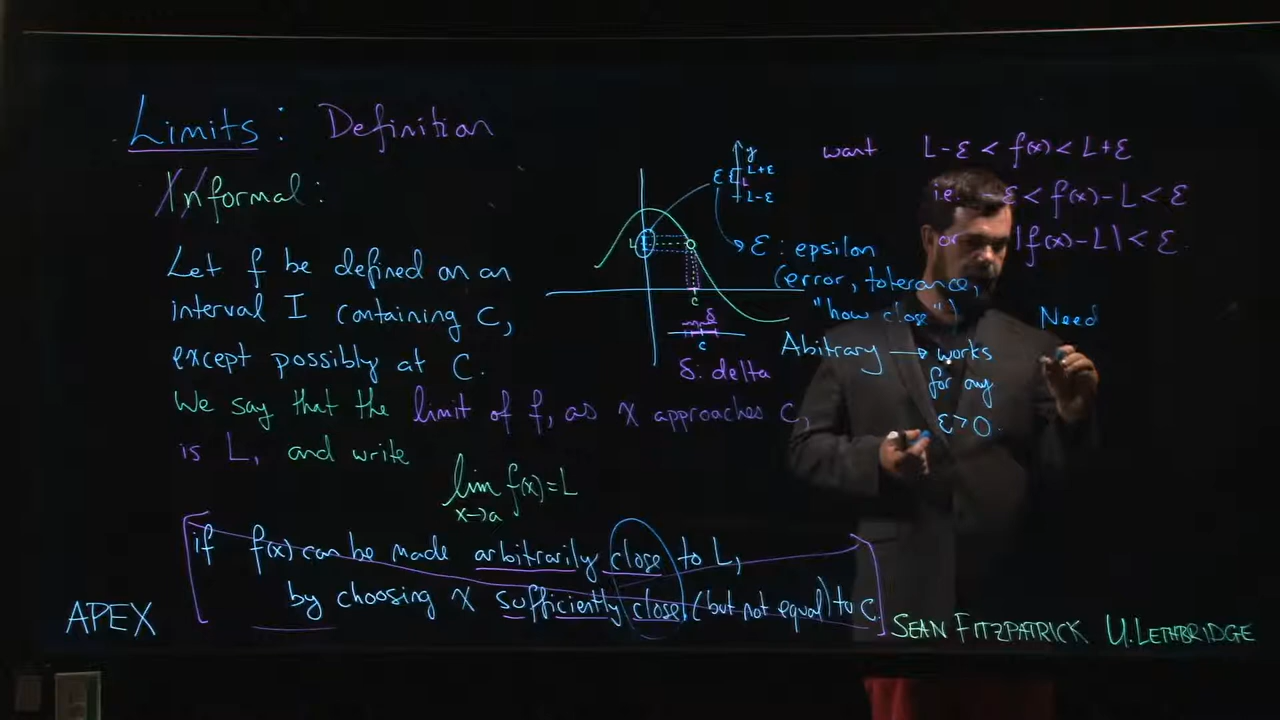 Limits: Definition
Informal:
Let f be defined on an
interval I containing c,
except possibly at c.
We say that the limit of f, as x approaches c,
is L, and write
lim f(x)=L
x→a
if f(x) can be made arbitrarily close to L,
by choosing x sufficiently close (but not equal) to c.
APEX
y
L+ε
ε { L
L-ε
L
c
δ
c
δ: delta
ε: epsilon
(error, tolerance,
"how close")
Abitrary → works
for any
ε>0.
want L-ε < f(x) < L+ε
i.e. -ε < f(x)-L < ε
or |f(x)-L| < ε.
Need
SEAN FITZPATRICK U. LETHBRIDGE